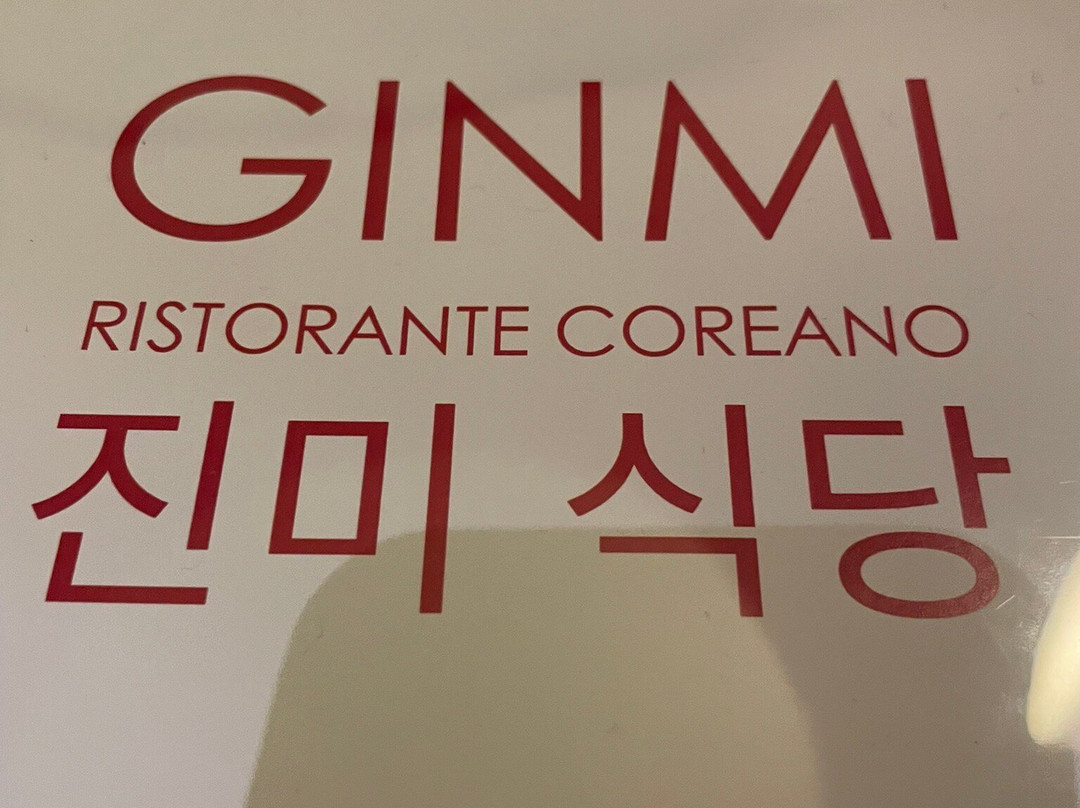 GINMI
RISTORANTE COREANO
진미 식당